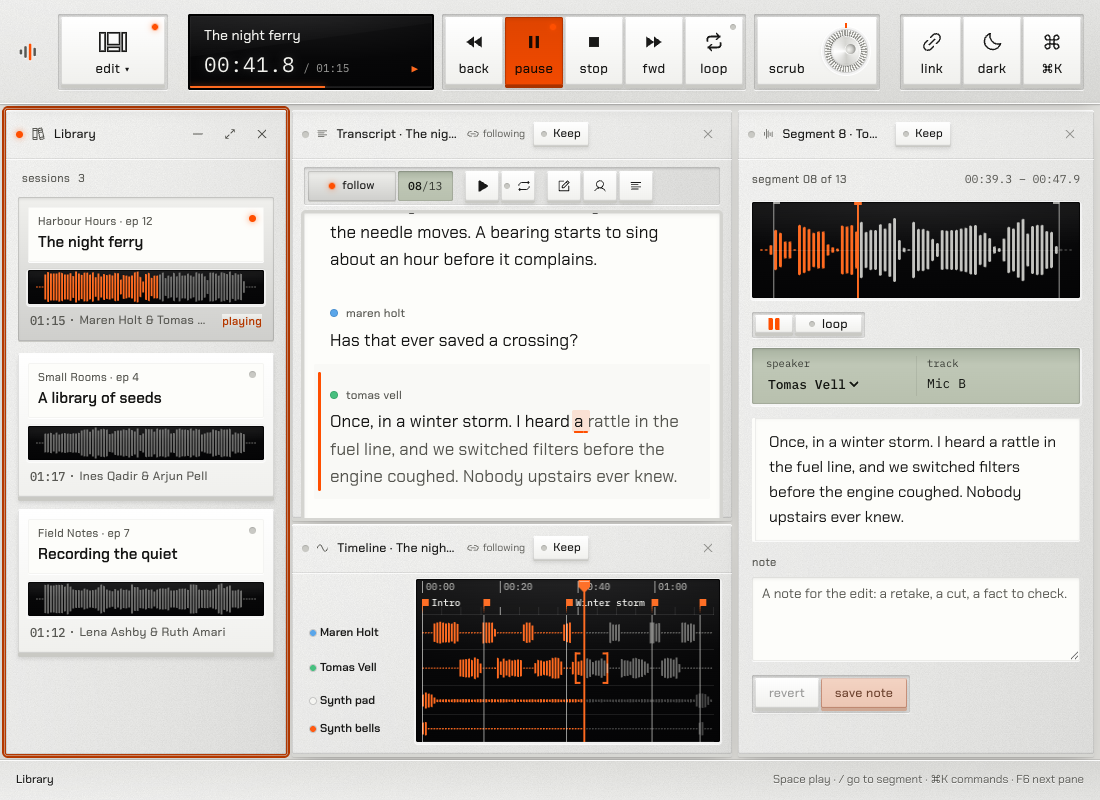 edit ▾
The night ferry
00:41.8 / 01:15
back
pause
stop
fwd
loop
scrub
link
dark
⌘
⌘K
Library
sessions 3
Harbour Hours · ep 12
The night ferry
01:15 · Maren Holt & Tomas ...
playing
Small Rooms · ep 4
A library of seeds
01:17 · Ines Qadir & Arjun Pell
Field Notes · ep 7
Recording the quiet
01:12 · Lena Ashby & Ruth Amari
Transcript · The nig...
following
Keep
follow
08/13
the needle moves. A bearing starts to sing
about an hour before it complains.
maren holt
Has that ever saved a crossing?
tomas vell
Once, in a winter storm. I heard a rattle in the
fuel line, and we switched filters before the
engine coughed. Nobody upstairs ever knew.
Timeline · The nigh...
following
Keep
00:00
00:20
01:00
Intro
Winter storm
Maren Holt
Tomas Vell
Synth pad
Synth bells
Segment 8 · To...
Keep
segment 08 of 13
00:39.3 – 00:47.9
loop
speaker
Tomas Vell
track
Mic B
Once, in a winter storm. I heard a rattle in
the fuel line, and we switched filters
before the engine coughed. Nobody
upstairs ever knew.
note
A note for the edit: a retake, a cut, a fact to check.
revert
save note
Library
Space play · / go to segment · ⌘K commands · F6 next pane